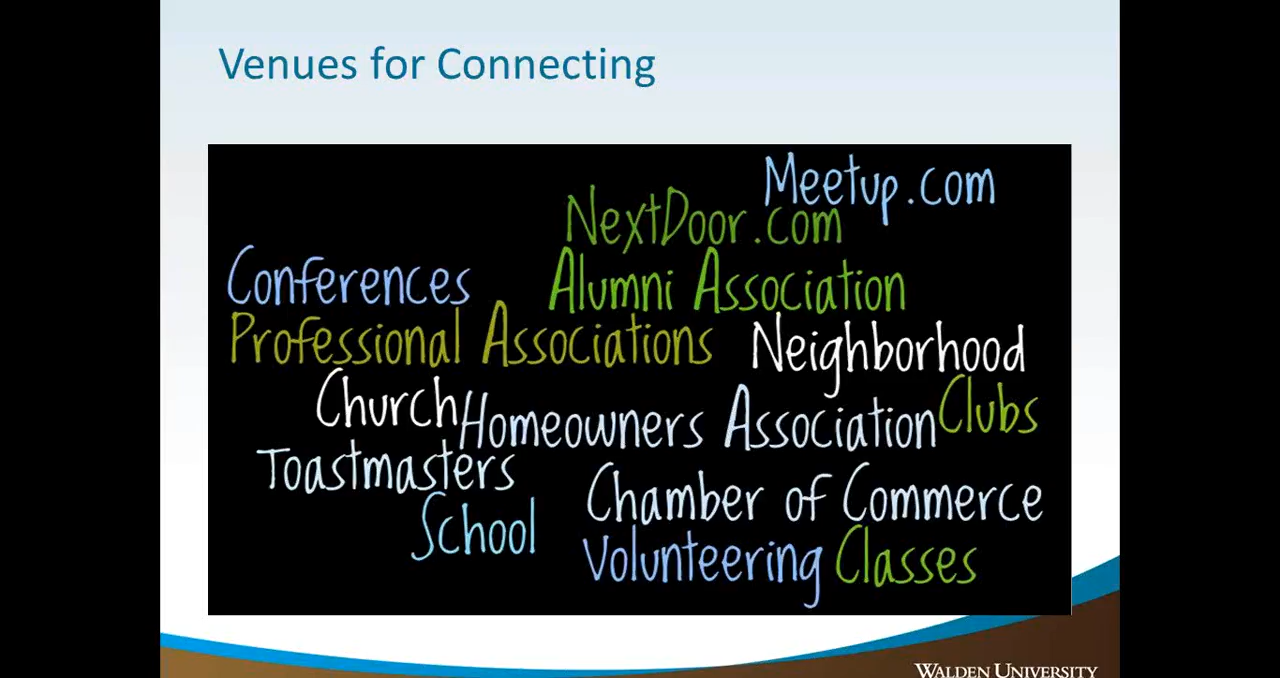 Venues for Connecting
Meetup.com
NextDoor.com
Conferences
Alumni Association
Professional Associations
Neighborhood
Church
Homeowners Association
Clubs
Toastmasters
Chamber of Commerce
School
Volunteering
Classes
WALDEN UNIVERSITY